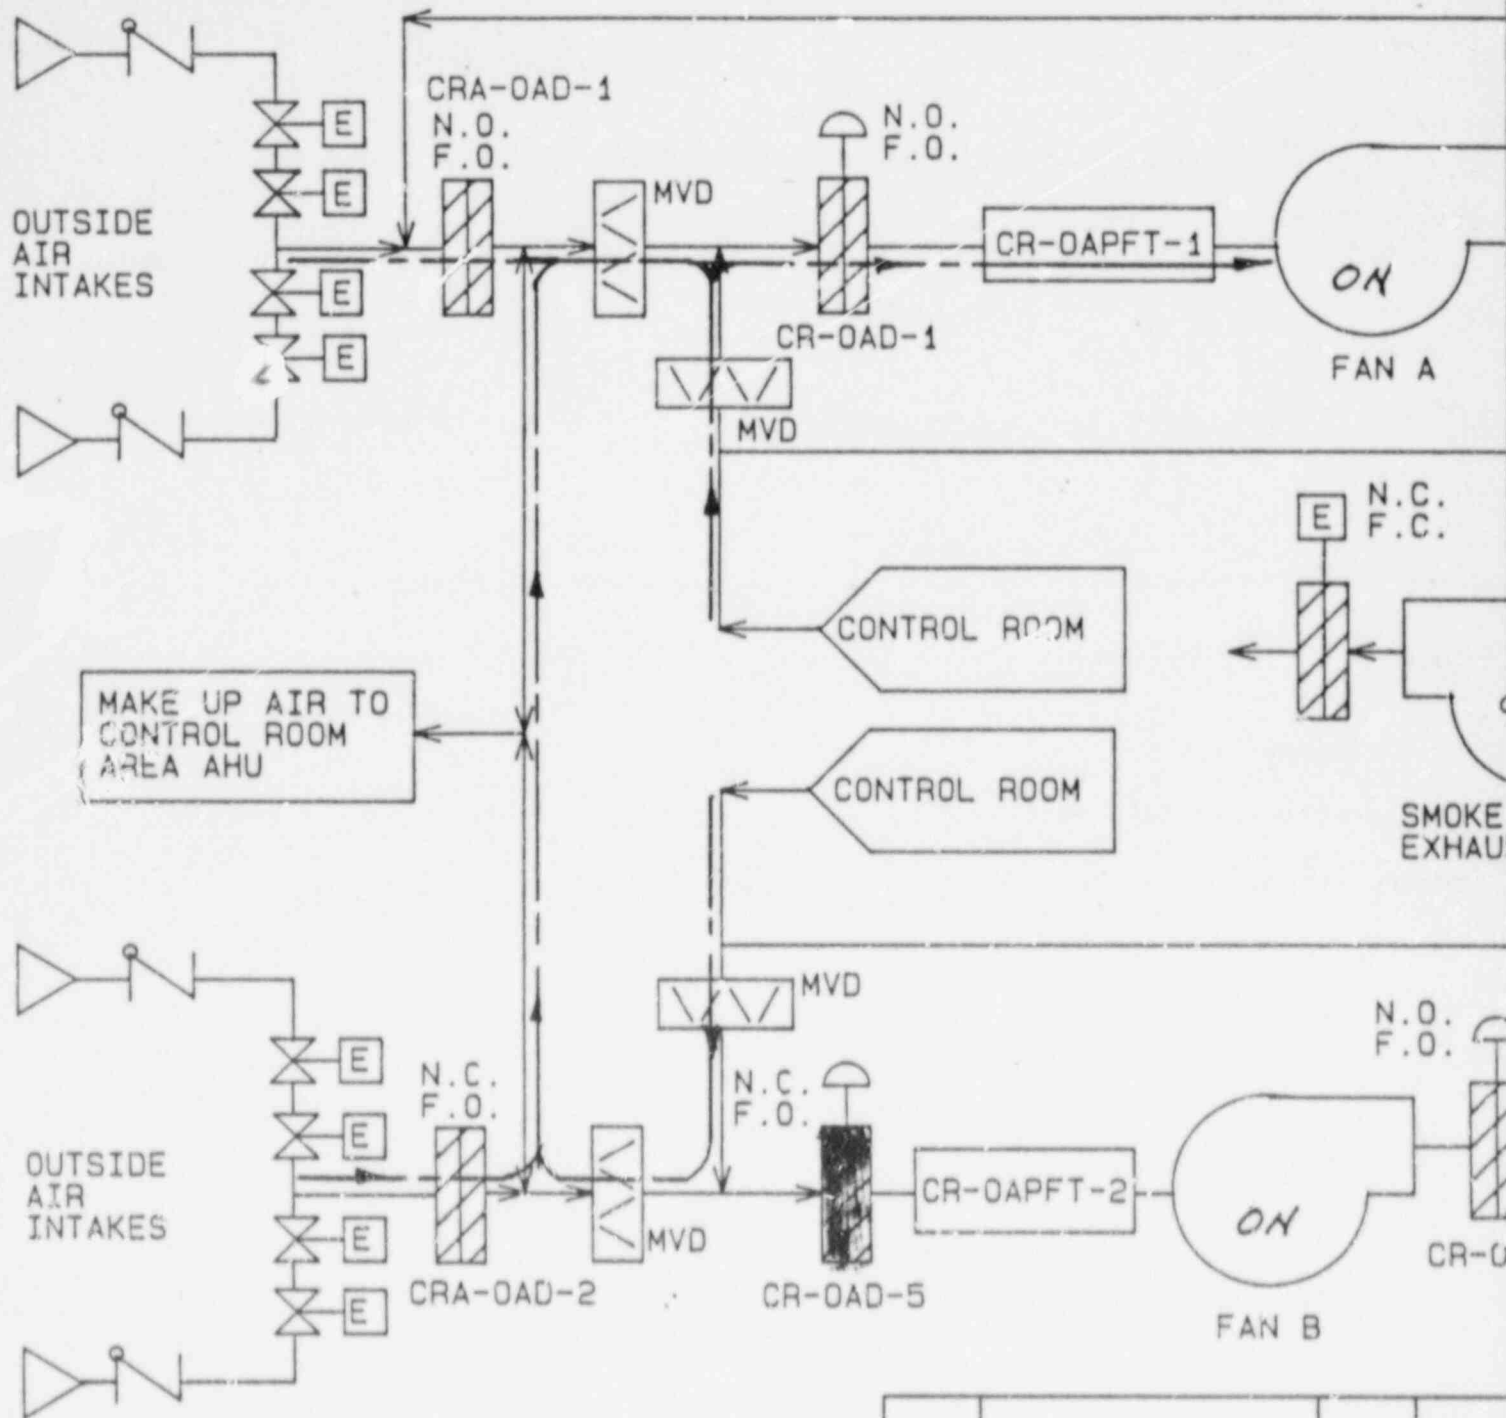 CRA-OAD-1
N.O.
F.O.
E
E
E
E
OUTSIDE
AIR
INTAKES
MVD
N.O.
F.O.
CR-OAPFT-1
CR-OAD-1
ON
FAN A
MVD
E
N.C.
F.C.
CONTROL ROOM
MAKE UP AIR TO
CONTROL ROOM
AREA AHU
CONTROL ROOM
SMOKE
EXHAU
MVD
N.O.
F.O.
E
E
E
E
OUTSIDE
AIR
INTAKES
N.C.
F.O.
N.C.
F.O.
CR-OAPFT-2
MVD
CRA-OAD-2
CR-OAD-5
ON
FAN B
CR-O